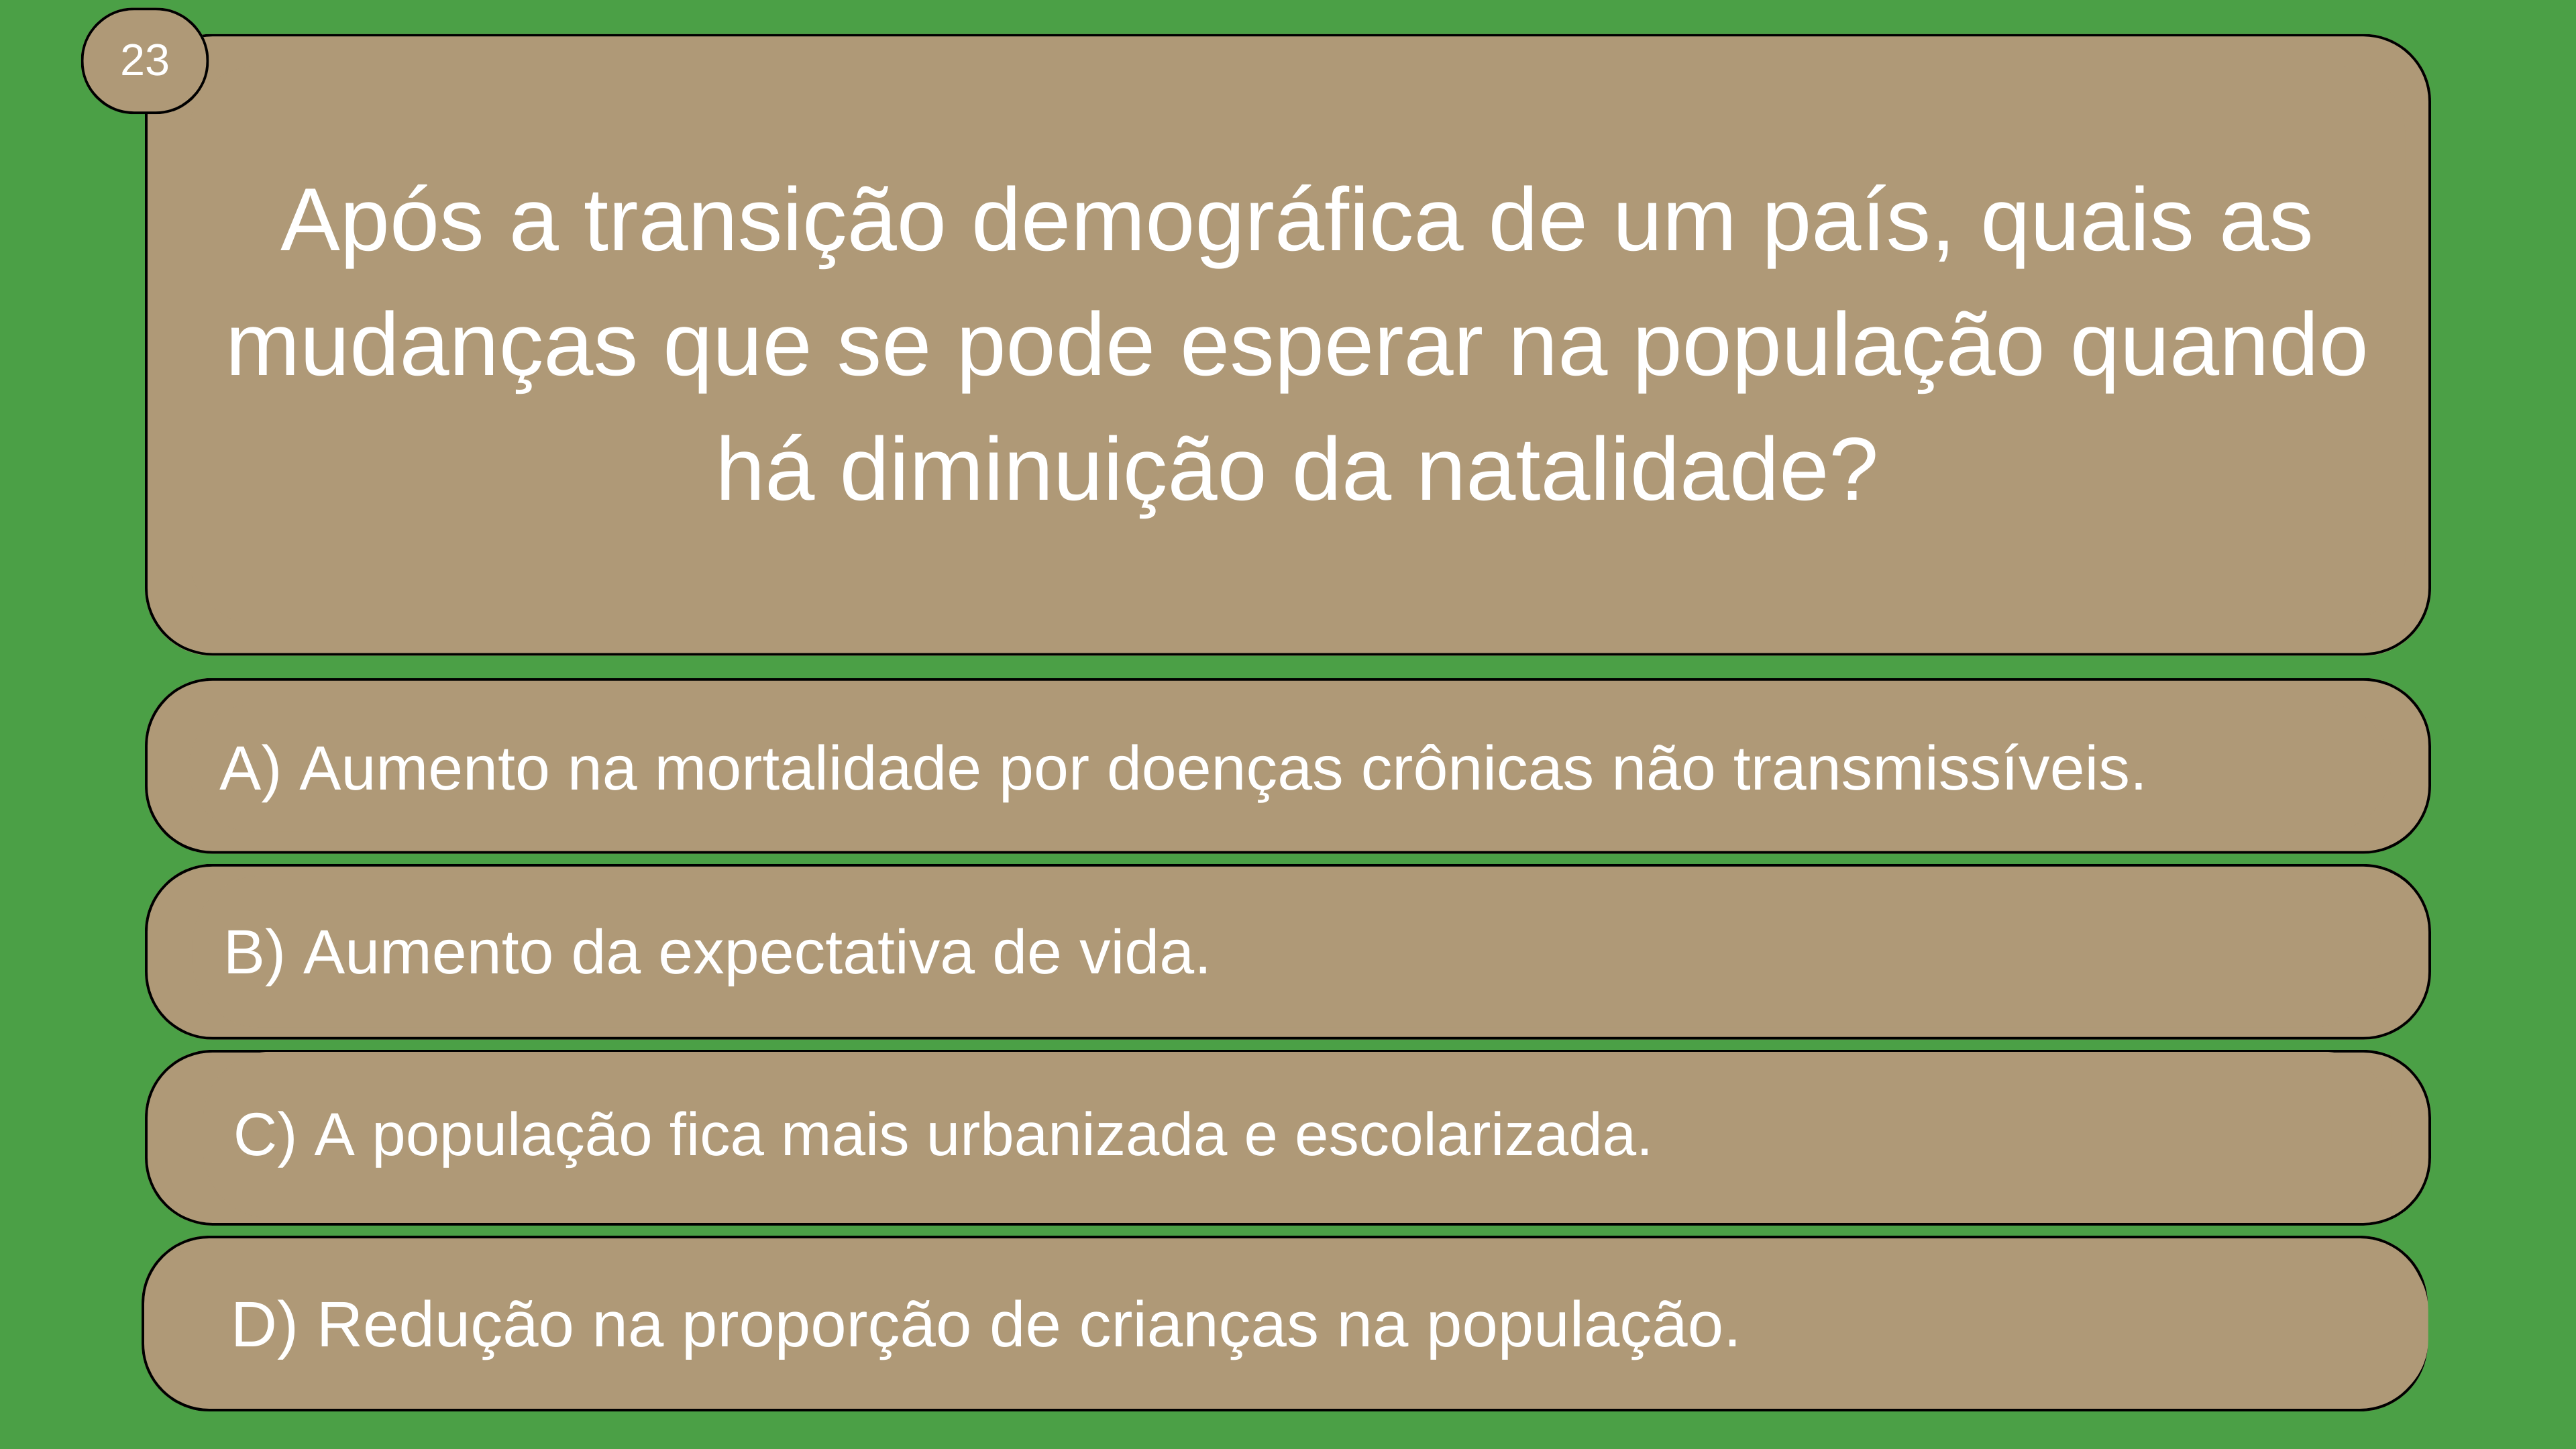 23
Após a transição demográfica de um país, quais as
mudanças que se pode esperar na população quando
há diminuição da natalidade?
A) Aumento na mortalidade por doenças crônicas não transmissíveis.
B) Aumento da expectativa de vida.
C) A população fica mais urbanizada e escolarizada.
D) Redução na proporção de crianças na população.